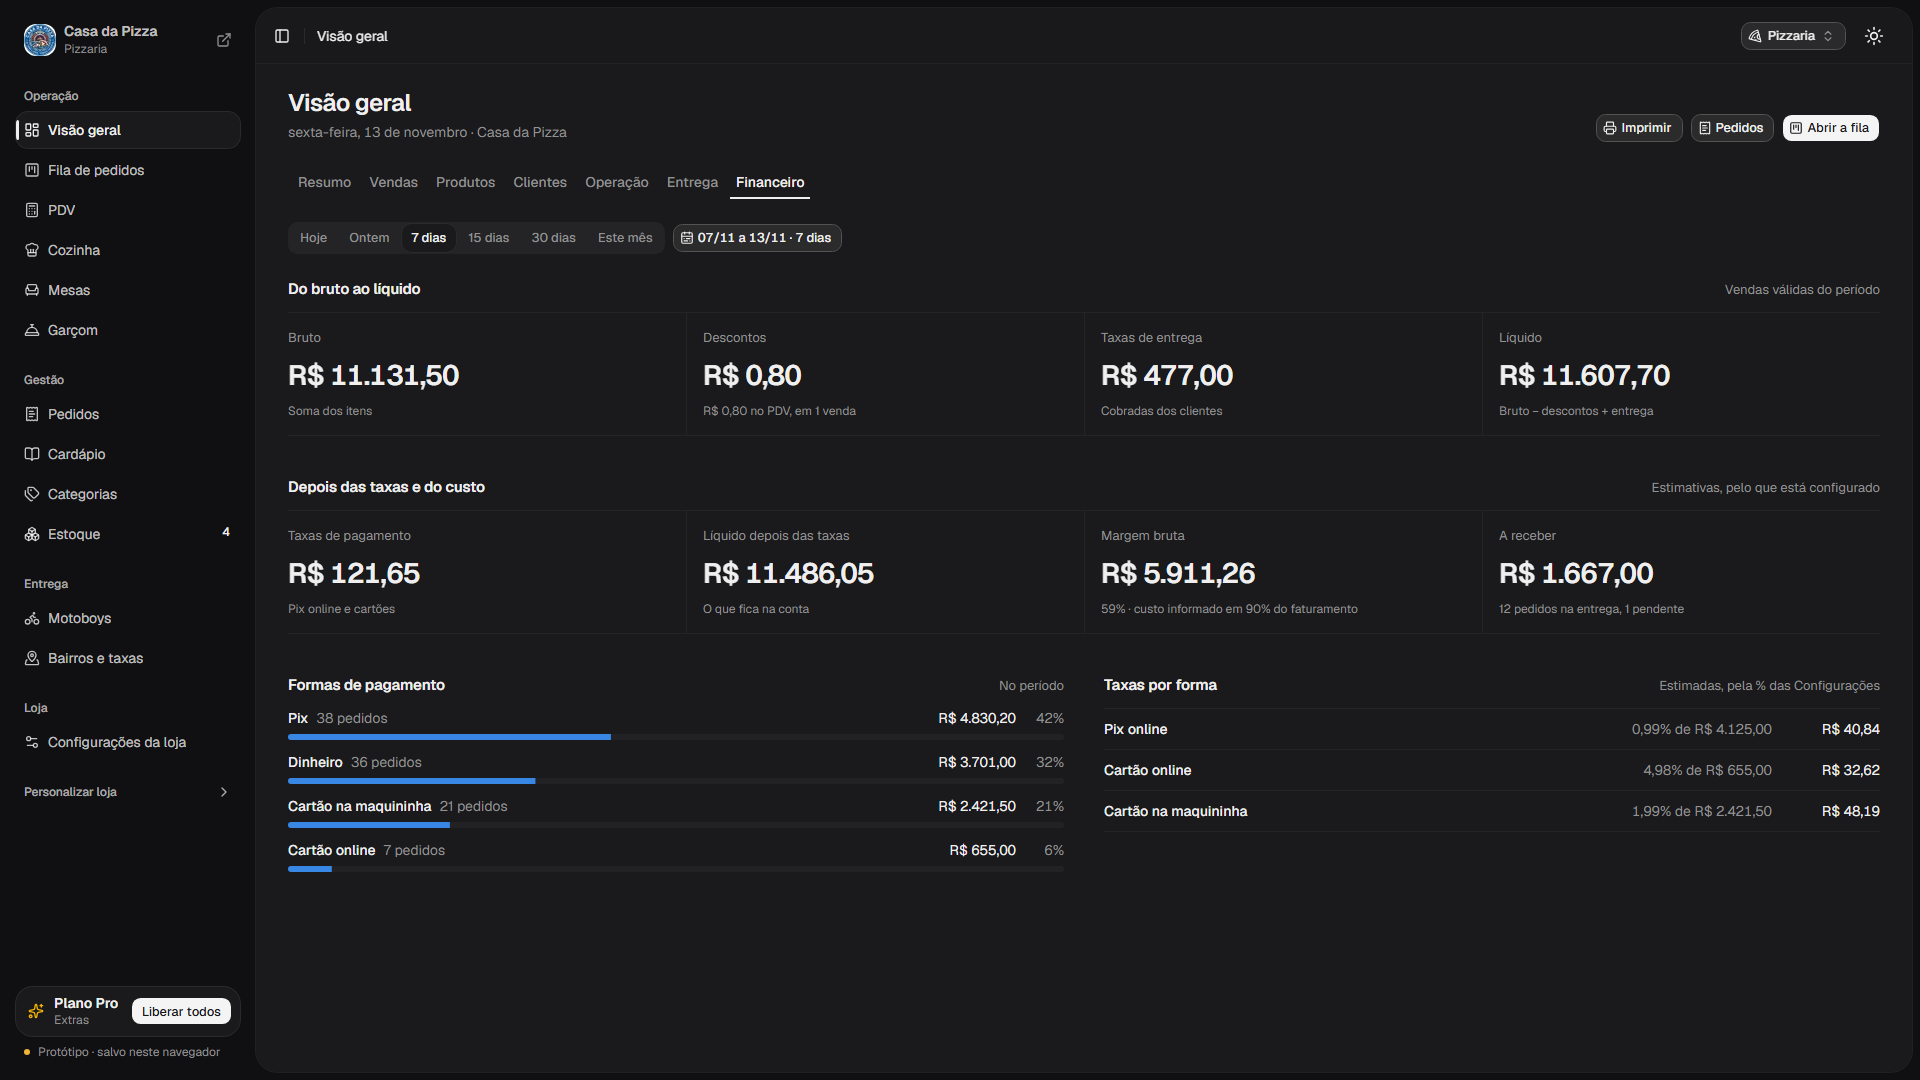 Casa da Pizza
Pizzaria
Operação
Visão geral
Fila de pedidos
PDV
Cozinha
Mesas
Garçom
Gestão
Pedidos
Cardápio
Categorias
Estoque 4
Entrega
Motoboys
Bairros e taxas
Loja
Configurações da loja
Personalizar loja
Plano Pro
Extras
Liberar todos
Protótipo · salvo neste navegador
Visão geral
Pizzaria
Visão geral
sexta-feira, 13 de novembro · Casa da Pizza
Imprimir Pedidos Abrir a fila
Resumo Vendas Produtos Clientes Operação Entrega Financeiro
Hoje Ontem 7 dias 15 dias 30 dias Este mês 07/11 a 13/11 · 7 dias
Do bruto ao líquido Vendas válidas do período
Bruto
R$ 11.131,50
Soma dos itens
Descontos
R$ 0,80
R$ 0,80 no PDV, em 1 venda
Taxas de entrega
R$ 477,00
Cobradas dos clientes
Líquido
R$ 11.607,70
Bruto − descontos + entrega
Depois das taxas e do custo Estimativas, pelo que está configurado
Taxas de pagamento
R$ 121,65
Pix online e cartões
Líquido depois das taxas
R$ 11.486,05
O que fica na conta
Margem bruta
R$ 5.911,26
59% · custo informado em 90% do faturamento
A receber
R$ 1.667,00
12 pedidos na entrega, 1 pendente
Formas de pagamento No período
Pix 38 pedidos R$ 4.830,20 42%
Dinheiro 36 pedidos R$ 3.701,00 32%
Cartão na maquininha 21 pedidos R$ 2.421,50 21%
Cartão online 7 pedidos R$ 655,00 6%
Taxas por forma Estimadas, pela % das Configurações
Pix online 0,99% de R$ 4.125,00 R$ 40,84
Cartão online 4,98% de R$ 655,00 R$ 32,62
Cartão na maquininha 1,99% de R$ 2.421,50 R$ 48,19